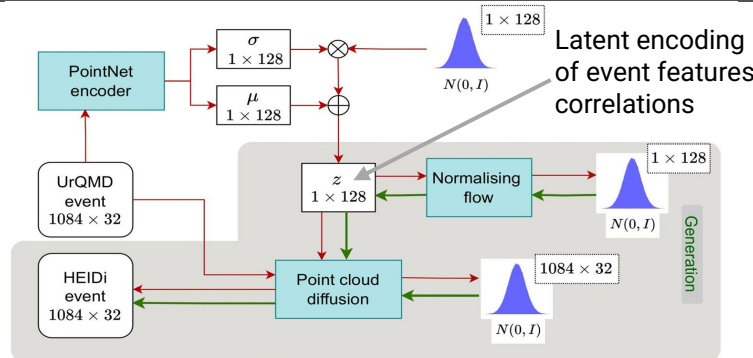 σ
1 × 128
1 × 128
PointNet
encoder
Latent encoding
of event features
correlations
N(0, I)
μ
1 × 128
UrQMD
event
1084 × 32
z
1 × 128
Normalising
flow
1 × 128
N(0, I)
Generation
HEIDi
event
1084 × 32
Point cloud
diffusion
1084 × 32
N(0, I)